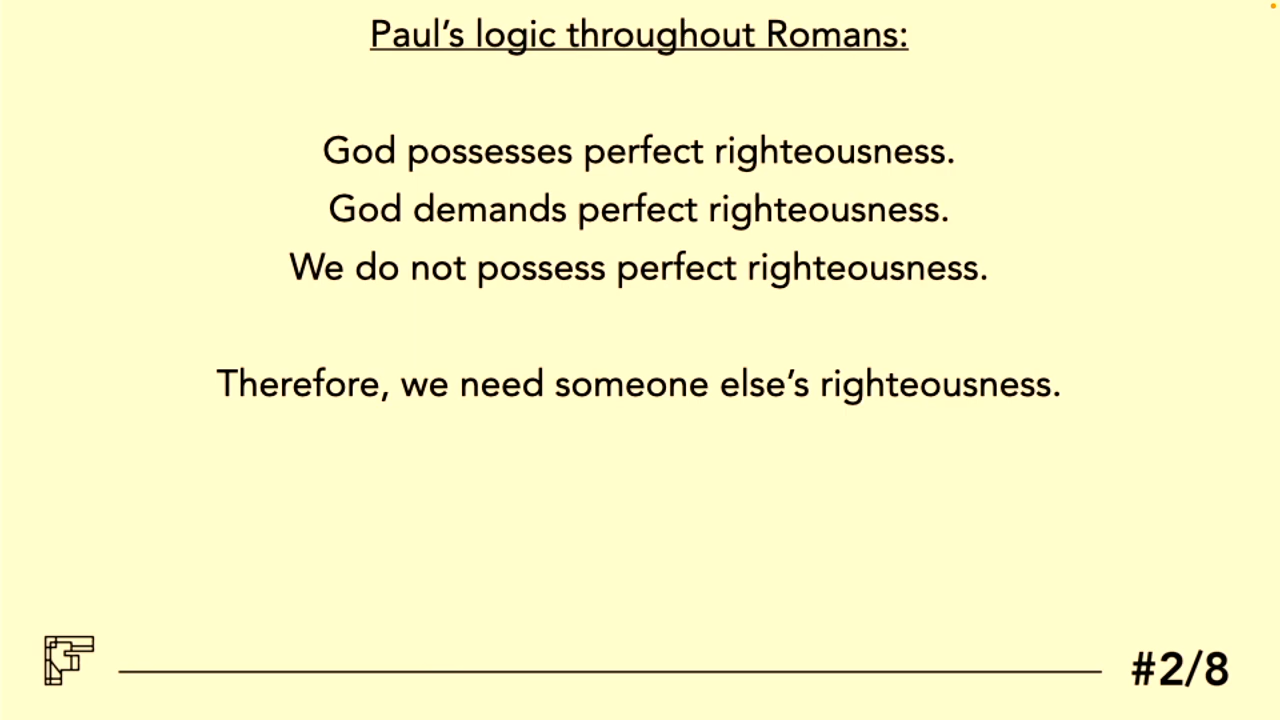 Paul’s logic throughout Romans:
God possesses perfect righteousness.
God demands perfect righteousness.
We do not possess perfect righteousness.
Therefore, we need someone else’s righteousness.
#2/8